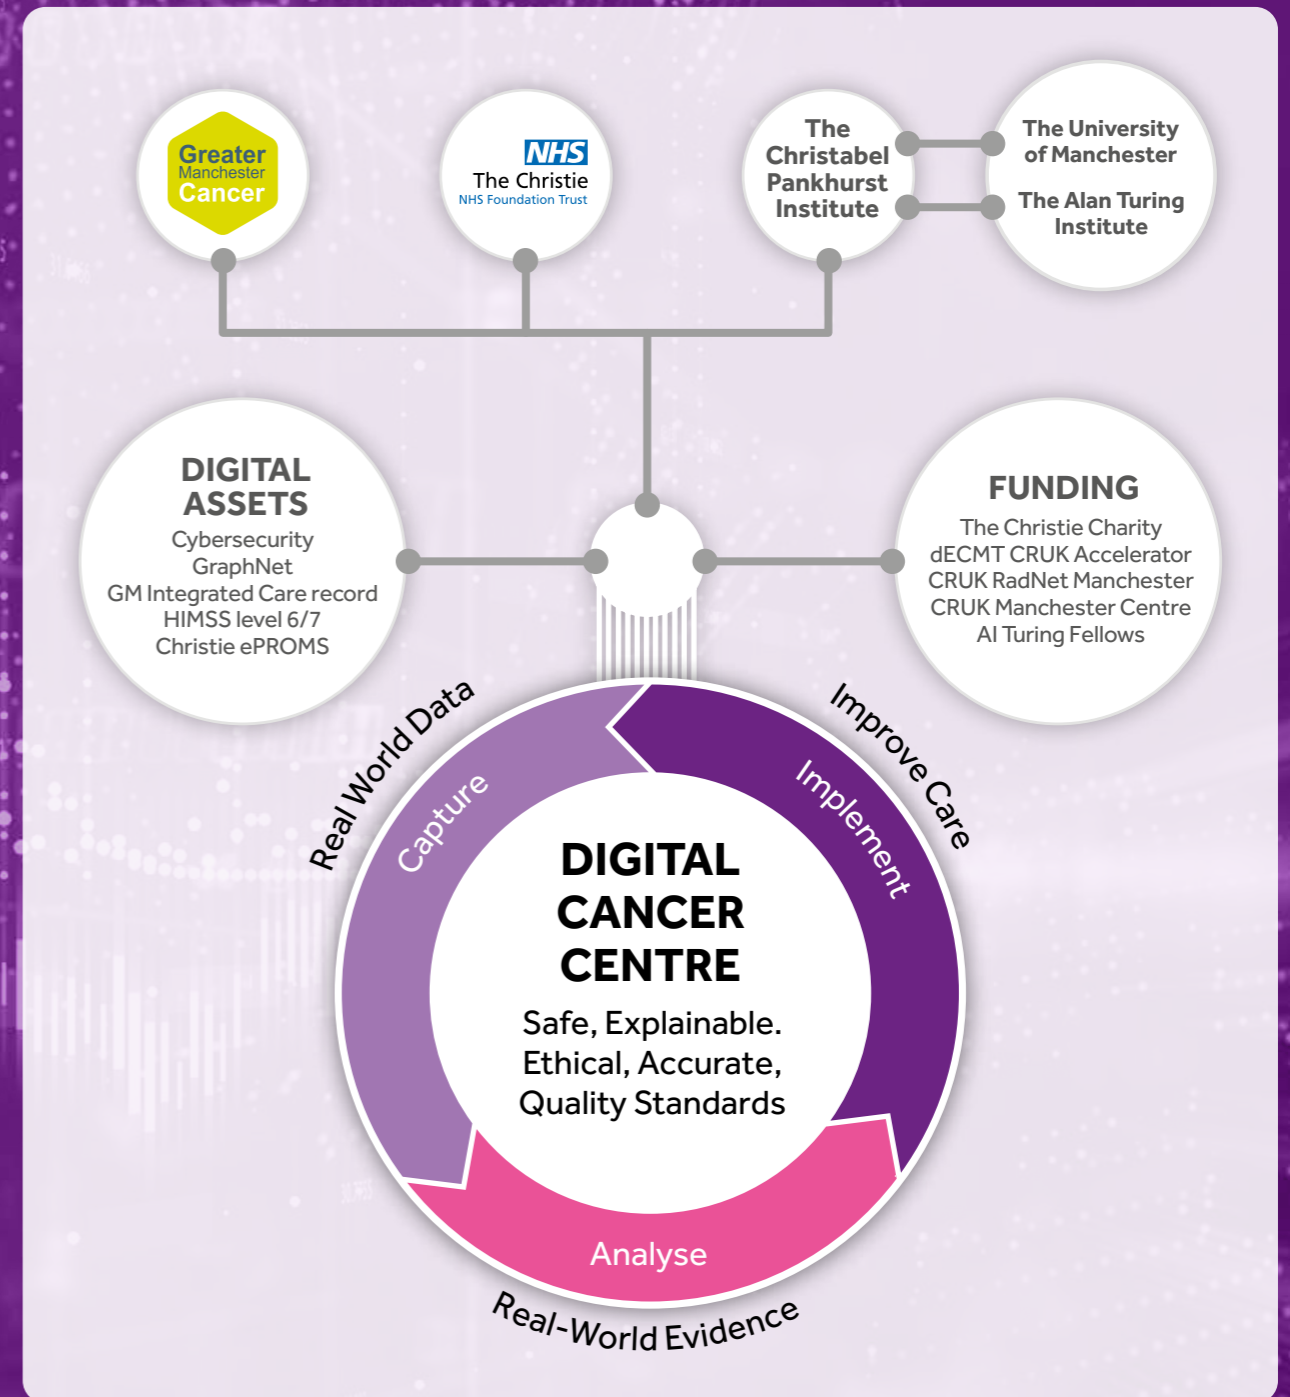 Greater
Manchester
Cancer
NHS
The Christie
NHS Foundation Trust
The
Christabel
Pankhurst
Institute
The University
of Manchester
The Alan Turing
Institute
DIGITAL
ASSETS
Cybersecurity
GraphNet
GM Integrated Care record
HIMSS level 6/7
Christie ePROMS
FUNDING
The Christie Charity
dECMT CRUK Accelerator
CRUK RadNet Manchester
CRUK Manchester Centre
AI Turing Fellows
Real World Data
Improve Care
Capture
Implement
DIGITAL
CANCER
CENTRE
Safe, Explainable.
Ethical, Accurate,
Quality Standards
Analyse
Real-World Evidence